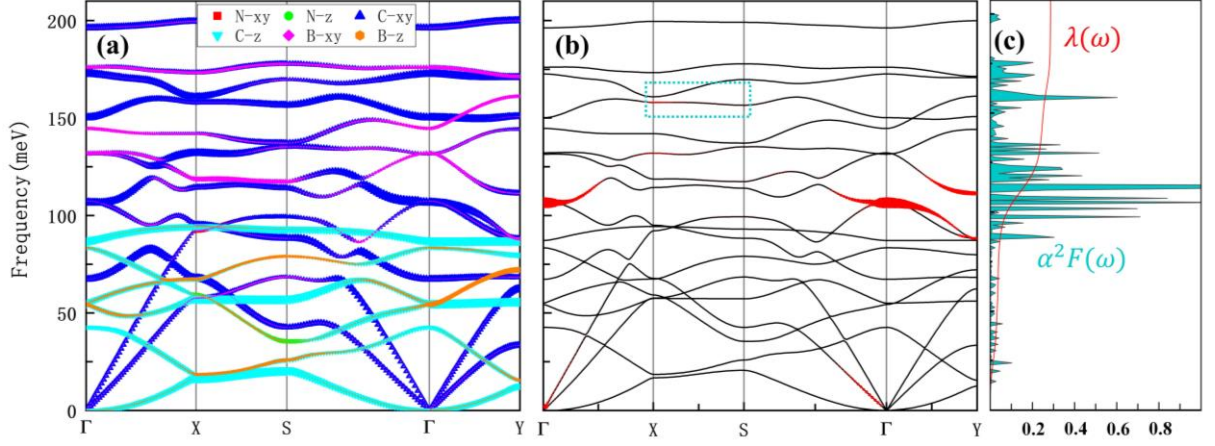 200
150
100
50
0
Frequency(meV)
(a)
N-xy N-z C-xy
C-z B-xy B-z
Γ X S Γ Y
(b)
Γ X S Γ Y
(c)
λ(ω)
α²F(ω)
0.2 0.4 0.6 0.8